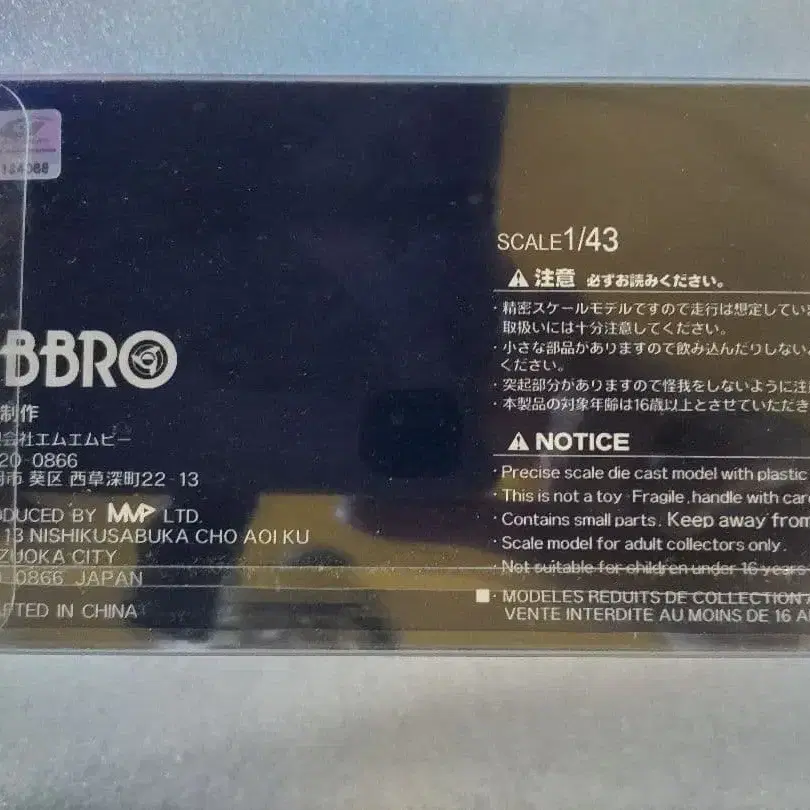 BBRO
制作
会社エムエムピー
20-0866
市 葵区 西草深町22-13
DUCED BY MMP LTD.
13 NISHIKUSABUKA CHO AOI KU
ZUOKA CITY
0866 JAPAN
FTED IN CHINA
SCALE1/43
⚠ 注意 必ずお読みください。
・精密スケールモデルですので走行は想定してい
取扱いには十分注意してください。
・小さな部品がありますので飲み込んだりしない
ください。
・突起部分がありますので怪我をしないように注
・本製品の対象年齢は16歳以上とさせていただき
⚠ NOTICE
・Precise scale die cast model with plastic
・This is not a toy・Fragile,handle with car
・Contains small parts. Keep away from
・Scale model for adult collectors only.
・Not suitable for children under 16 years
■・MODELES REDUITS DE COLLECTION
VENTE INTERDITE AU MOINS DE 16 A